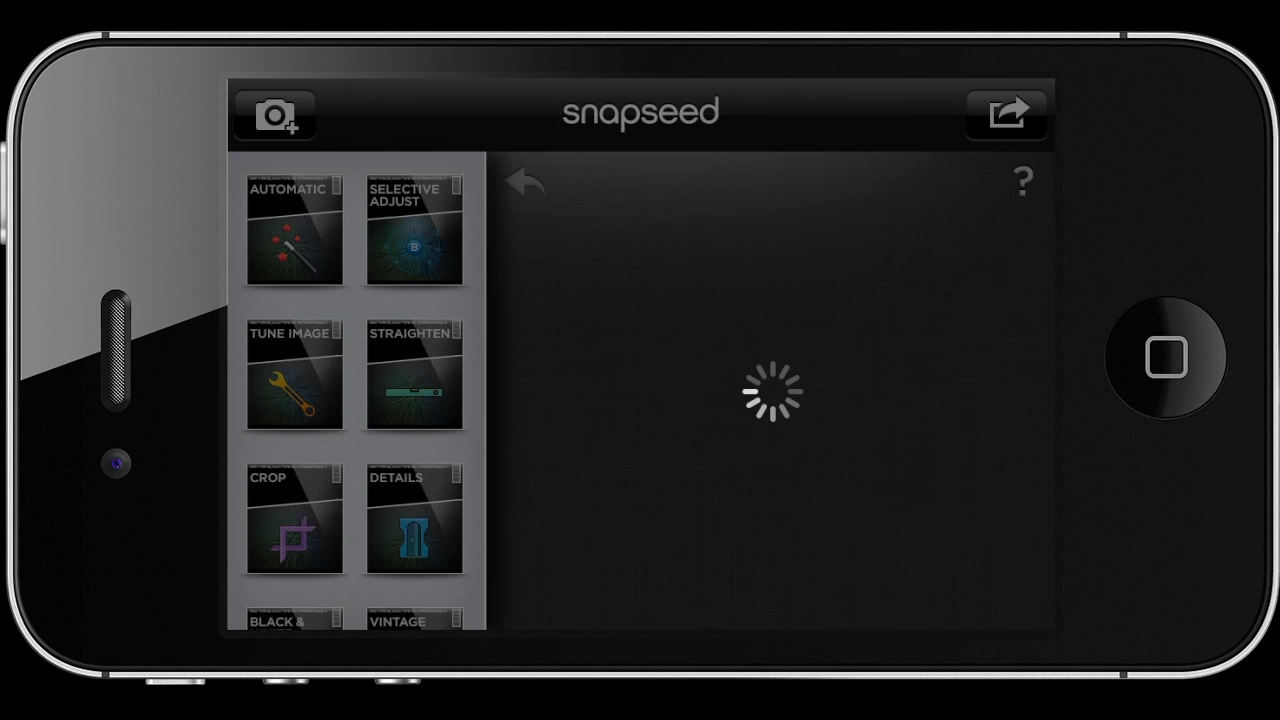 snapseed
AUTOMATIC
SELECTIVE
ADJUST
B
?
TUNE IMAGE
STRAIGHTEN
CROP
DETAILS
BLACK &
VINTAGE